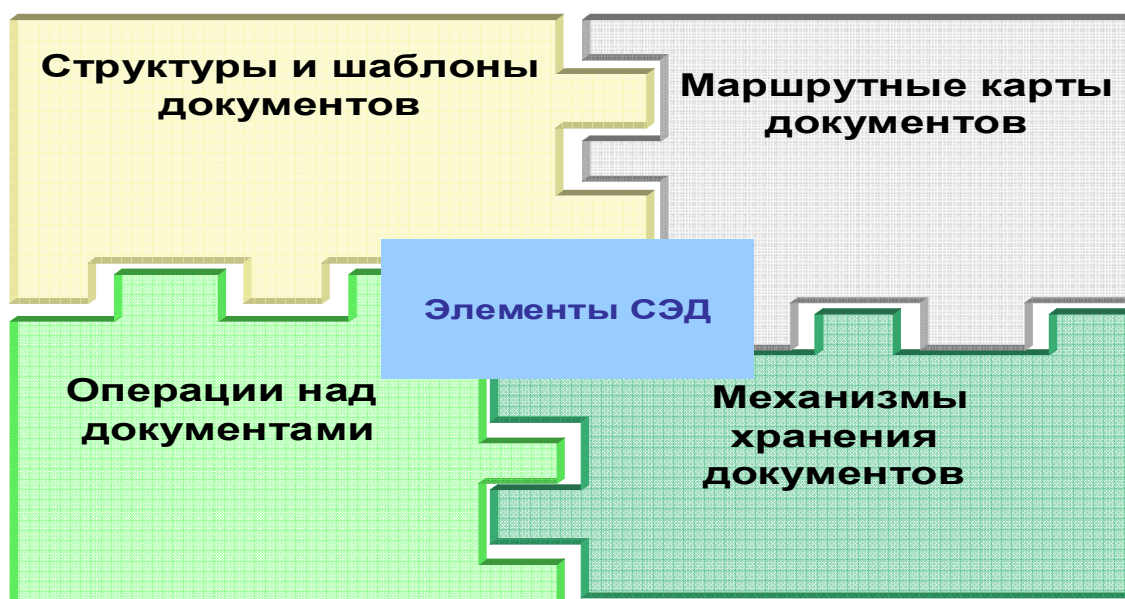 Структуры и шаблоны
документов
Маршрутные карты
документов
Элементы СЭД
Операции над
документами
Механизмы
хранения
документов